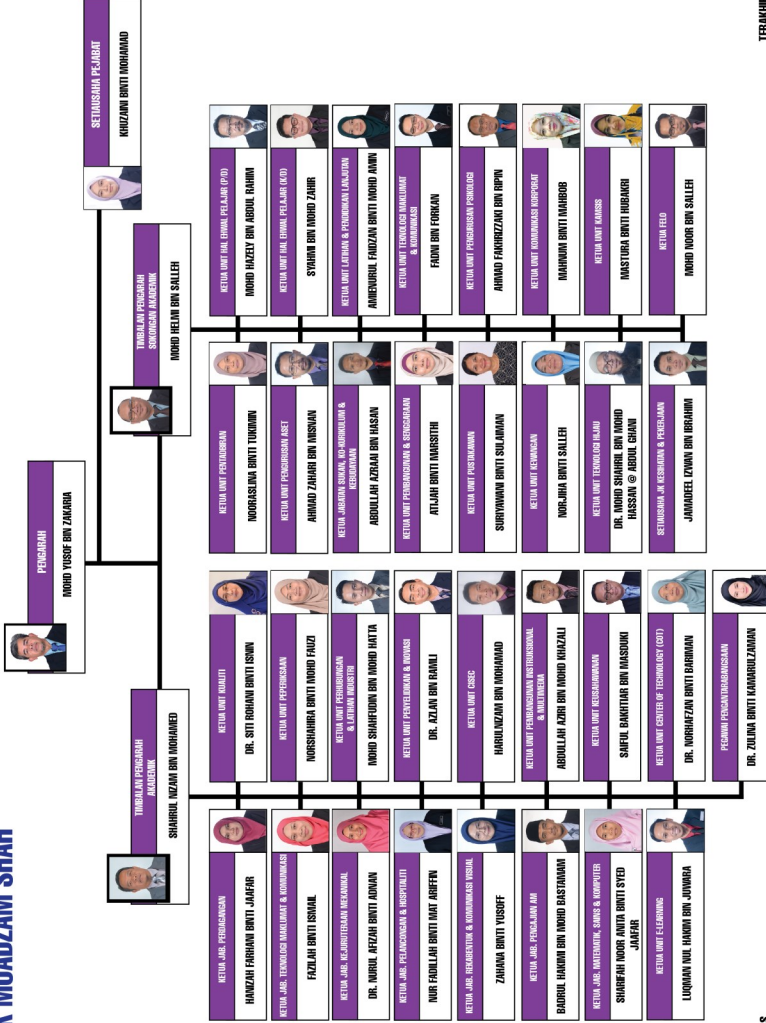 K MUADZAM SHAH
PENGARAH
MOHD YUSOF BIN ZAKARIA
SETIAUSAHA PEJABAT
KHUZAINI BINTI MOHAMAD
TIMBALAN PENGARAH
AKADEMIK
SHAHRUL NIZAM BIN MOHAMED
TIMBALAN PENGARAH
SOKONGAN AKADEMIK
MOHD HELMI BIN SALLEH
KETUA JAB. PERDAGANGAN
HANIZAH FARHANI BINTI JAAFAR
KETUA JAB. TEKNOLOGI MAKLUMAT & KOMUNIKASI
FAZILAH BINTI ISMAIL
KETUA JAB. KEJURUTERAAN MEKANIKAL
DR. NURUL AFIZAH BINTI ADNAN
KETUA JAB. PELANCONGAN & HOSPITALITI
NUR FADILLAH BINTI MAT ARIFFIN
KETUA JAB. REKABENTUK & KOMUNIKASI VISUAL
ZAHANA BINTI YUSOFF
KETUA JAB. PENGAJIAN AM
BADRUL HAKIMI BIN MOHD BASTAMAM
KETUA JAB. MATEMATIK, SAINS & KOMPUTER
SHARIFAH NOOR ANITA BINTI SYED
JAAFAR
KETUA UNIT E-LEARNING
LUQMAN NUL HAKIM BIN JUWARA
KETUA UNIT KUALITI
DR. SITI ROHANI BINTI ISNIN
KETUA UNIT PEPERIKSAAN
NORSHAHIRA BINTI MOHD FAUZI
KETUA UNIT PERHUBUNGAN
& LATIHAN INDUSTRI
MOHD SHAHFUDIN BIN MOHD HATTA
KETUA UNIT PENYELIDIKAN & INOVASI
DR. AZLAN BIN RAMLI
KETUA UNIT CISEC
HARULNIZAM BIN MOHAMAD
KETUA UNIT PEMBANGUNAN INSTRUKSIONAL
& MULTIMEDIA
ABDULLAH AZIRI BIN MOHD KHAZALI
KETUA UNIT KEUSAHAWANAN
SAIFUL BAKHTIAR BIN MASDUKI
KETUA UNIT CENTER OF TECHNOLOGY (COT)
DR. NORHAFZAN BINTI BARIMAN
PEGAWAI PENGANTARABANGSAAN
DR. ZULINA BINTI KAMARULZAMAN
KETUA UNIT PENTADBIRAN
NOORASLINA BINTI TUKIMIN
KETUA UNIT PENGURUSAN ASET
AHMAD ZAHARI BIN MISNAN
KETUA JABATAN SUKAN, KO-KURIKULUM &
KEBUDAYAAN
ABDULLAH AZRAAI BIN HASAN
KETUA UNIT PEMBANGUNAN & SENGGARAAN
ATIJAH BINTI MARSITHI
KETUA UNIT PUSTAKAWAN
SURIYAWANI BINTI SULAIMAN
KETUA UNIT KEWANGAN
NORJIHA BINTI SALLEH
KETUA UNIT TEKNOLOGI HIJAU
DR. MOHD SHAHRIL BIN MOHD
HASSAN @ ABDUL GHANI
SETIAUSAHA JK KESIHATAN & PEKERJAAN
JAMADEEL IZWAN BIN IBRAHIM
KETUA UNIT HAL EHWAL PELAJAR (P/D)
MOHD HAZELY BIN ABDUL RAHIM
KETUA UNIT HAL EHWAL PELAJAR (K/D)
SYAHMI BIN MOHD ZAHIR
KETUA UNIT LATIHAN & PENDIDIKAN LANJUTAN
AMIENURUL FAIDZAN BINTI MOHD AMIN
KETUA UNIT TEKNOLOGI MAKLUMAT
& KOMUNIKASI
FADNI BIN FORKAN
KETUA UNIT PENGURUSAN PSIKOLOGI
AHMAD FAKHRIZZAKI BIN RIPIN
KETUA UNIT KOMUNIKASI KORPORAT
MAHNUM BINTI MAHBOB
KETUA UNIT KAMSIS
MASTURA BINTI HUBAKRI
KETUA FELO
MOHD NOOR BIN SALLEH